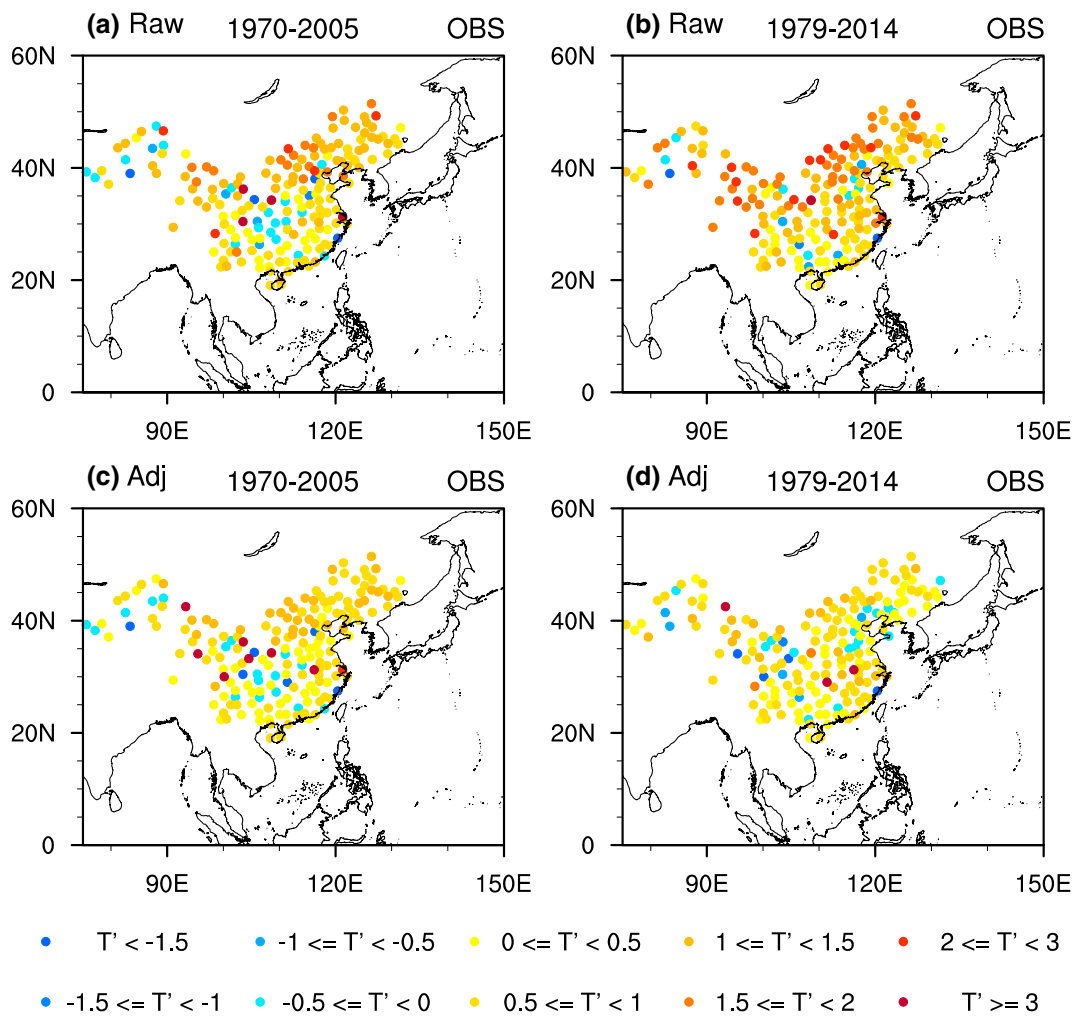 (a) Raw 1970-2005 OBS
(b) Raw 1979-2014 OBS
60N
40N
20N
0
90E 120E 150E
60N
40N
20N
0
90E 120E 150E
(c) Adj 1970-2005 OBS
(d) Adj 1979-2014 OBS
60N
40N
20N
0
90E 120E 150E
60N
40N
20N
0
90E 120E 150E
T' < -1.5
-1 <= T' < -0.5
0 <= T' < 0.5
1 <= T' < 1.5
2 <= T' < 3
-1.5 <= T' < -1
-0.5 <= T' < 0
0.5 <= T' < 1
1.5 <= T' < 2
T' >= 3